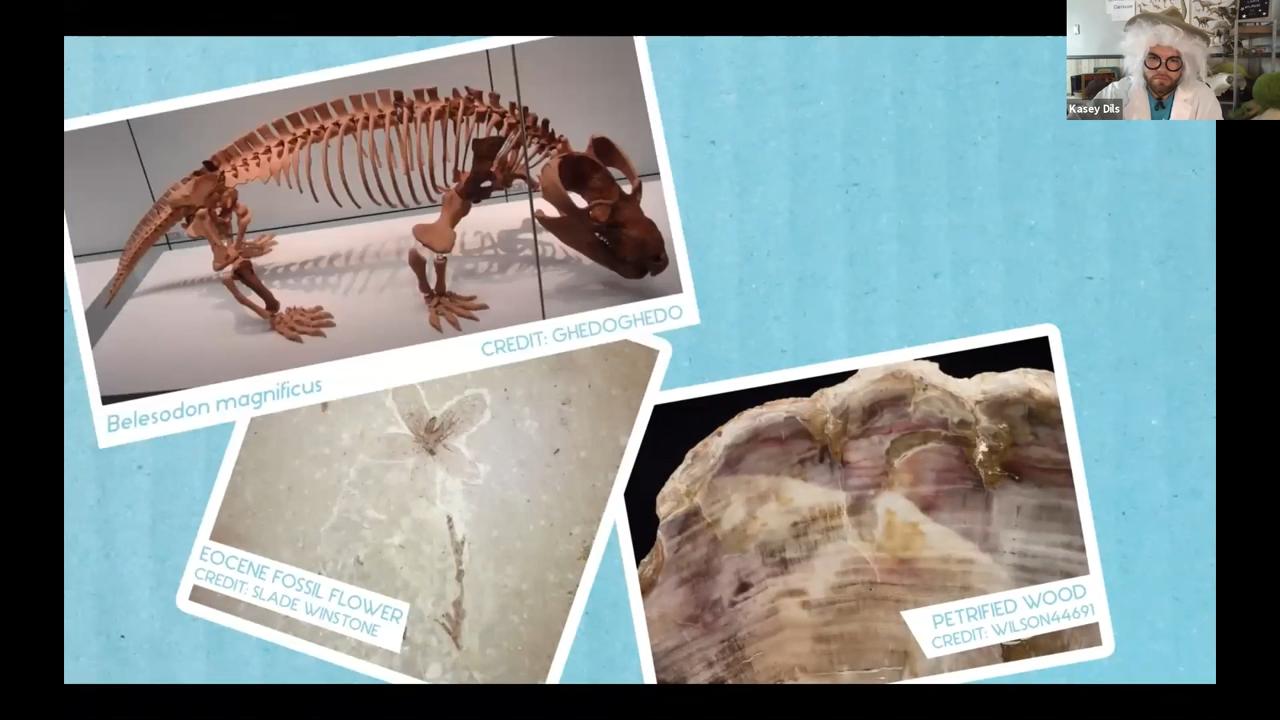 Kasey Dils
CREDIT: GHEDOGHEDO
Belesodon magnificus
EOCENE FOSSIL FLOWER
CREDIT: SLADE WINSTONE
PETRIFIED WOOD
CREDIT: WILSON44691